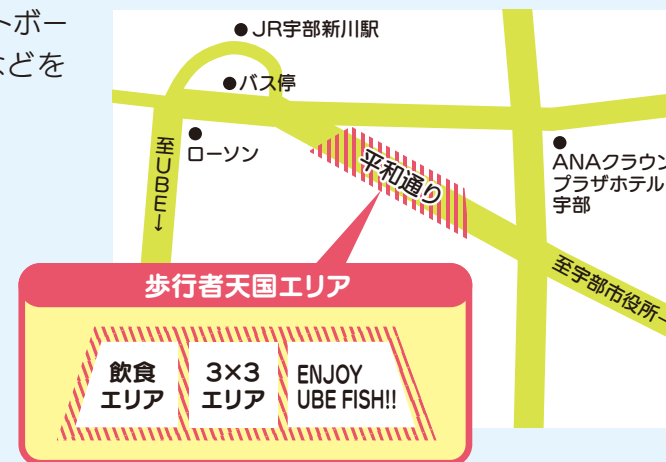 トボー
などを
JR宇部新川駅
バス停
ローソン
至UBE↓
平和通り
ANAクラウン
プラザホテル
宇部
至宇部市役所→
歩行者天国エリア
飲食
エリア
3×3
エリア
ENJOY
UBE FISH!!